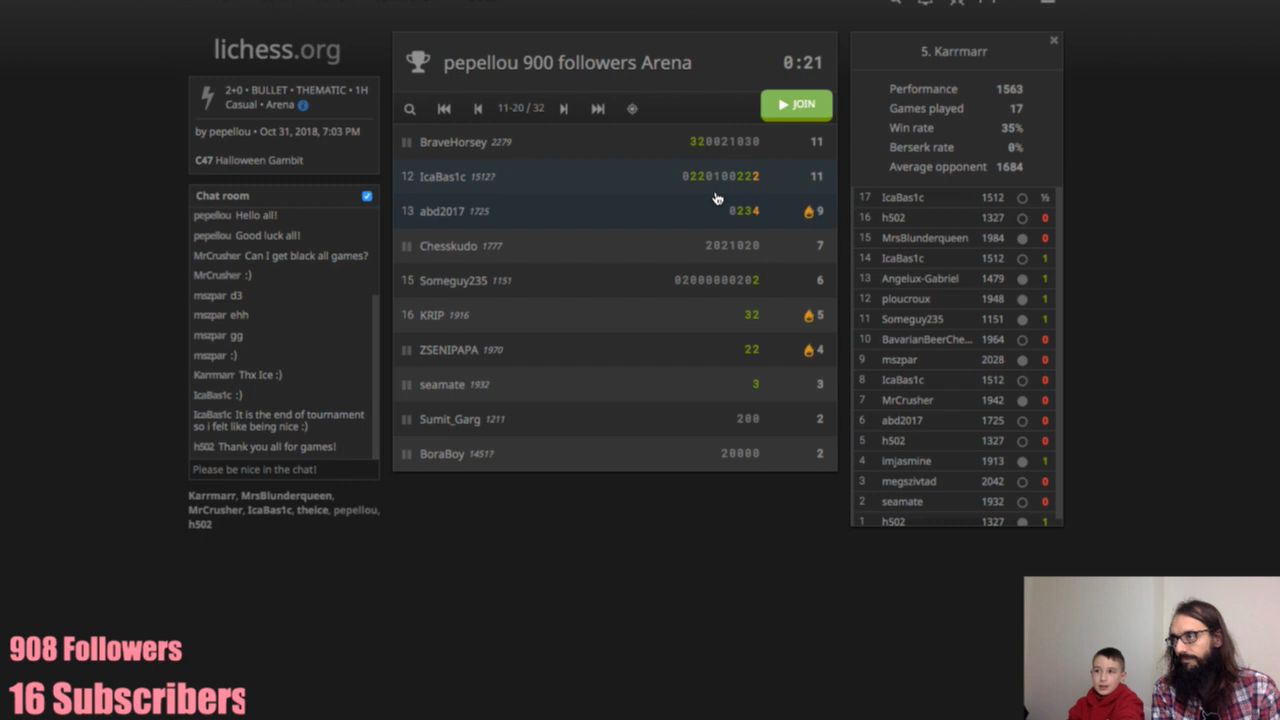 lichess.org
2+0 • BULLET • THEMATIC • 1H
Casual • Arena
by pepellou • Oct 31, 2018, 7:03 PM
C47 Halloween Gambit
Chat room
pepellou Hello all!
pepellou Good luck all!
MrCrusher Can I get black all games?
MrCrusher :)
mszpar d3
mszpar ehh
mszpar gg
mszpar :)
Karrmarr Thx Ice :)
IcaBas1c :)
IcaBas1c It is the end of tournament
so i felt like being nice :)
h502 Thank you all for games!
Please be nice in the chat!
Karrmarr, MrsBlunderqueen,
MrCrusher, IcaBas1c, theice, pepellou,
h502
pepellou 900 followers Arena 0:21
11-20 / 32 JOIN
BraveHorsey 2279 320021030 11
12 IcaBas1c 1512? 0220100222 11
13 abd2017 1725 0234 9
Chesskudo 1777 2021020 7
15 Someguy235 1151 02000000202 6
16 KRIP 1916 32 5
ZSENIPAPA 1970 22 4
seamate 1932 3 3
Sumit_Garg 1211 200 2
BoraBoy 1451? 20000 2
5. Karrmarr
Performance 1563
Games played 17
Win rate 35%
Berserk rate 0%
Average opponent 1684
17 IcaBas1c 1512 ½
16 h502 1327 0
15 MrsBlunderqueen 1984 0
14 IcaBas1c 1512 1
13 Angelux-Gabriel 1479 1
12 ploucroux 1948 1
11 Someguy235 1151 1
10 BavarianBeerChe... 1964 0
9 mszpar 2028 0
8 IcaBas1c 1512 0
7 MrCrusher 1942 0
6 abd2017 1725 0
5 h502 1327 0
4 imjasmine 1913 1
3 megszivtad 2042 0
2 seamate 1932 0
1 h502 1327 1
908 Followers
16 Subscribers